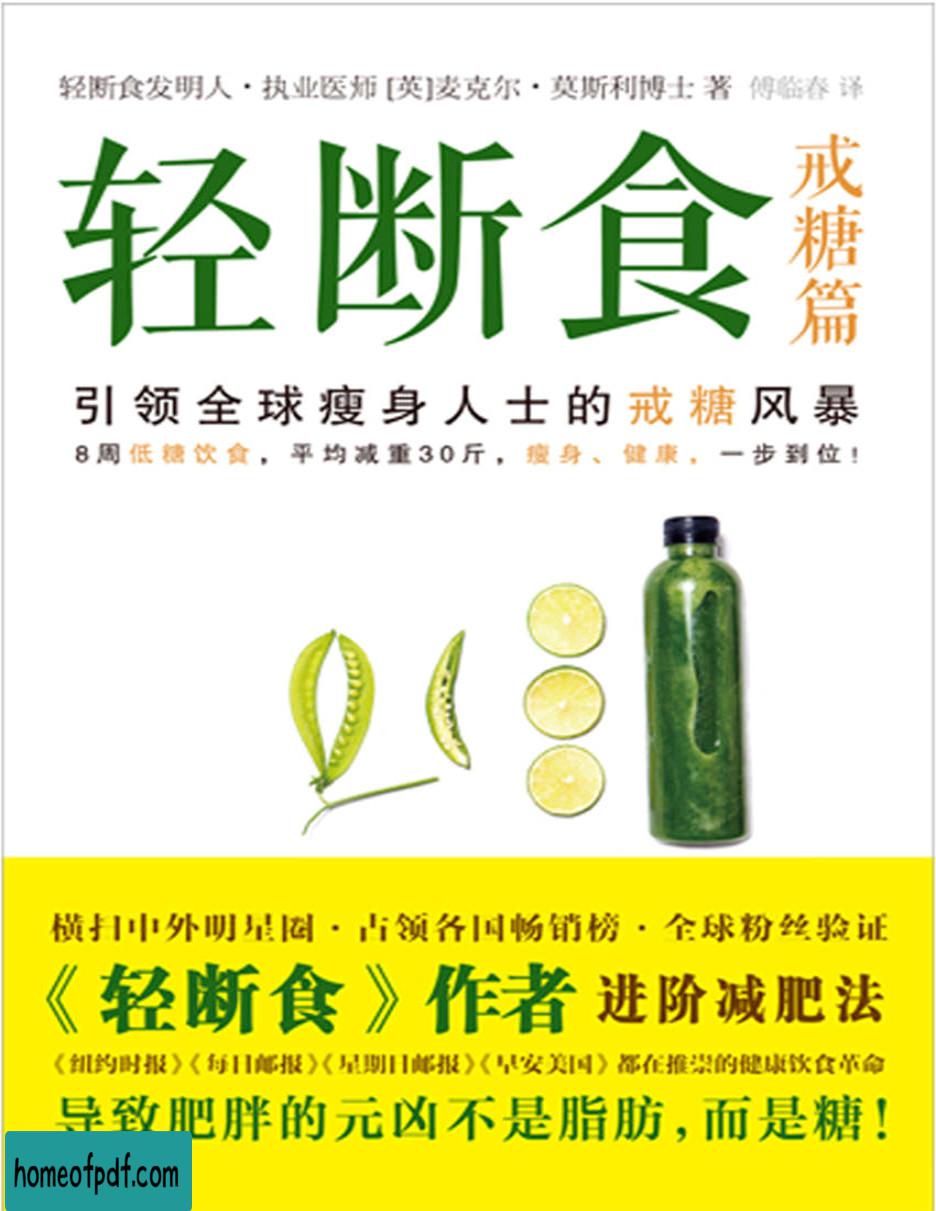 轻断食发明人·执业医师 [英]麦克尔·莫斯利博士 著 傅临春 译
轻断食
戒糖篇
引领全球瘦身人士的戒糖风暴
8周低糖饮食，平均减重30斤，瘦身、健康，一步到位！
横扫中外明星圈·占领各国畅销榜·全球粉丝验证
《轻断食》作者 进阶减肥法
《纽约时报》《每日邮报》《星期日邮报》《早安美国》都在推崇的健康饮食革命
导致肥胖的元凶不是脂肪，而是糖！
homeofpdf.com